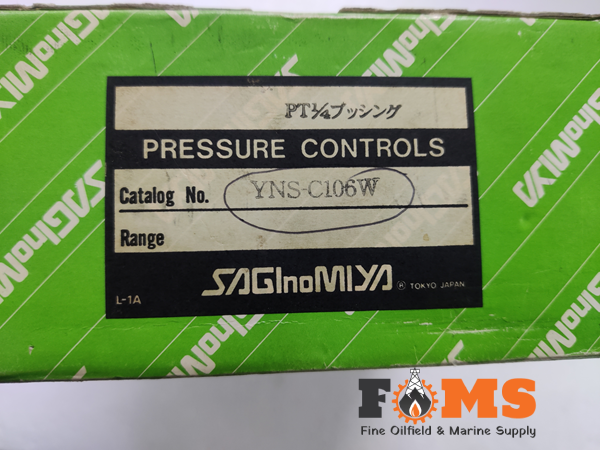 SAGInoMIYA
SAGInoMIYA
PT1/4ブッシング
PRESSURE CONTROLS
Catalog No. YNS-C106W
Range
SAGInoMIYA ® TOKYO JAPAN
L-1A
SAGInoMIYA
SAGInoMIYA
FOMS
Fine Oilfield & Marine Supply